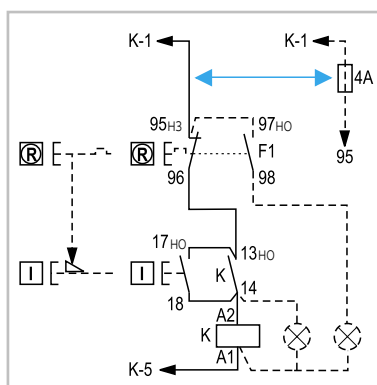 K-1 K-1
4A
95НЗ 97НО 95
R R F1
96 98
17НО 13НО
I I K
18 14
A2
K
A1
K-5